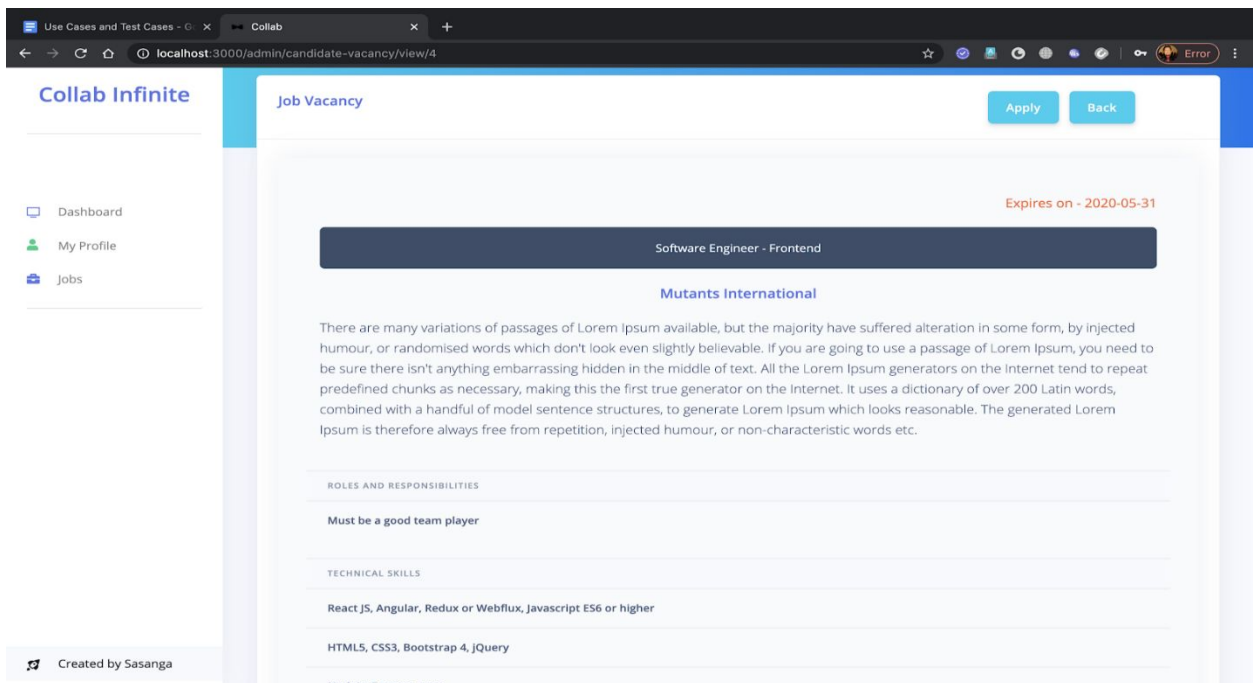 Use Cases and Test Cases - G
Collab
localhost:3000/admin/candidate-vacancy/view/4
Error
Collab Infinite
Dashboard
My Profile
Jobs
Created by Sasanga
Job Vacancy
Apply
Back
Expires on - 2020-05-31
Software Engineer - Frontend
Mutants International
There are many variations of passages of Lorem Ipsum available, but the majority have suffered alteration in some form, by injected
humour, or randomised words which don't look even slightly believable. If you are going to use a passage of Lorem Ipsum, you need to
be sure there isn't anything embarrassing hidden in the middle of text. All the Lorem Ipsum generators on the Internet tend to repeat
predefined chunks as necessary, making this the first true generator on the Internet. It uses a dictionary of over 200 Latin words,
combined with a handful of model sentence structures, to generate Lorem Ipsum which looks reasonable. The generated Lorem
Ipsum is therefore always free from repetition, injected humour, or non-characteristic words etc.
ROLES AND RESPONSIBILITIES
Must be a good team player
TECHNICAL SKILLS
React JS, Angular, Redux or Webflux, Javascript ES6 or higher
HTML5, CSS3, Bootstrap 4, jQuery